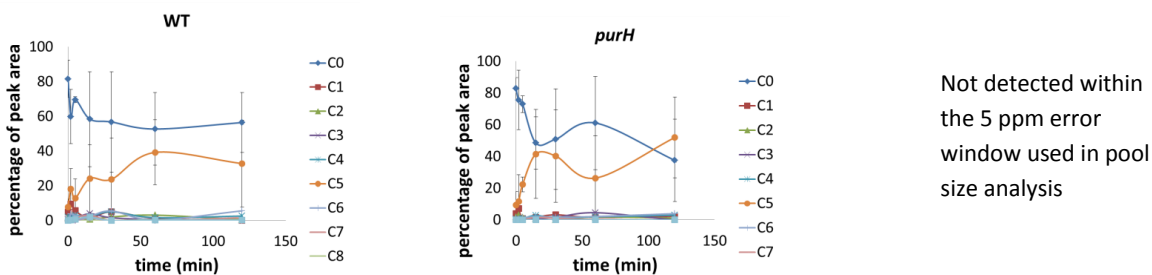 WT
percentage of peak area
100
80
60
40
20
0
0
50
100
150
time (min)
C0
C1
C2
C3
C4
C5
C6
C7
C8
purH
percentage of peak area
100
80
60
40
20
0
0
50
100
150
time (min)
C0
C1
C2
C3
C4
C5
C6
C7
Not detected within
the 5 ppm error
window used in pool
size analysis